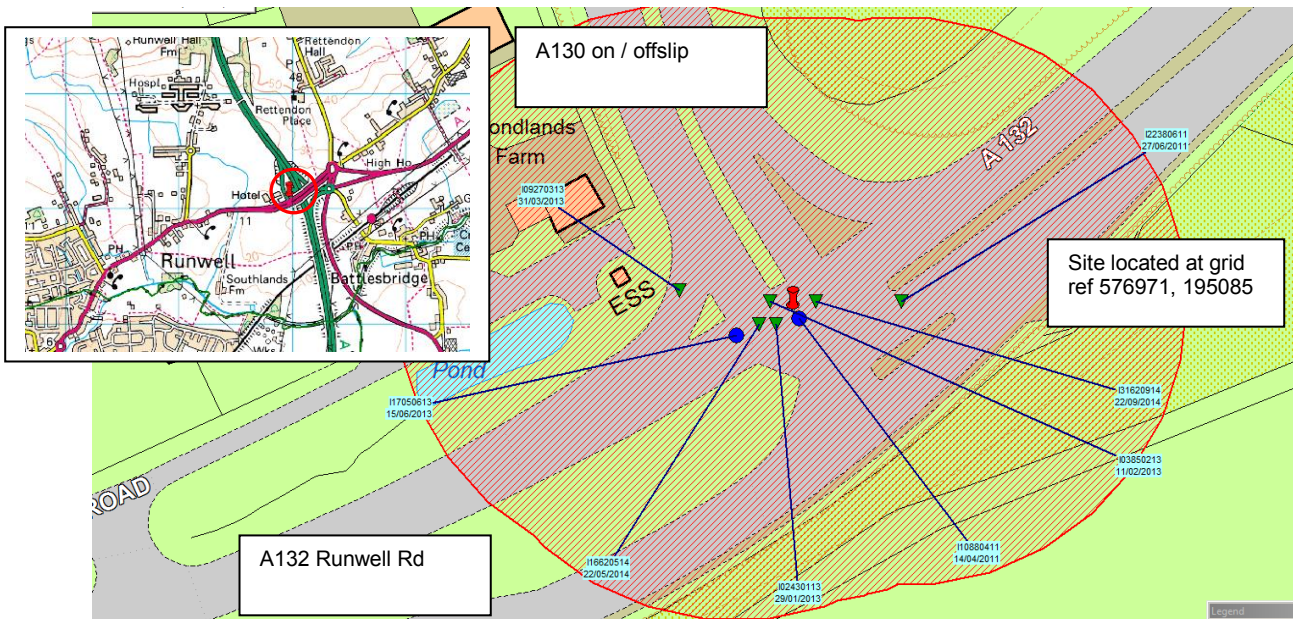 Runwell Hall
Fm
Rettendon
Hall
P
48
Hospl
Rettendon
Place
High Ho
Hotel
11
PH
Runwell
Southlands
Fm
Battlesbridge
PH
Wks
A130 on / offslip
ondlands
Farm
A 132
I22380611
27/06/2011
I09270313
31/03/2013
ESS
Site located at grid
ref 576971, 195085
Pond
I17050613
15/06/2013
I31620914
22/09/2014
I03850213
11/02/2013
ROAD
A132 Runwell Rd
I16620514
22/05/2014
I02430113
29/01/2013
I10880411
14/04/2011
Legend